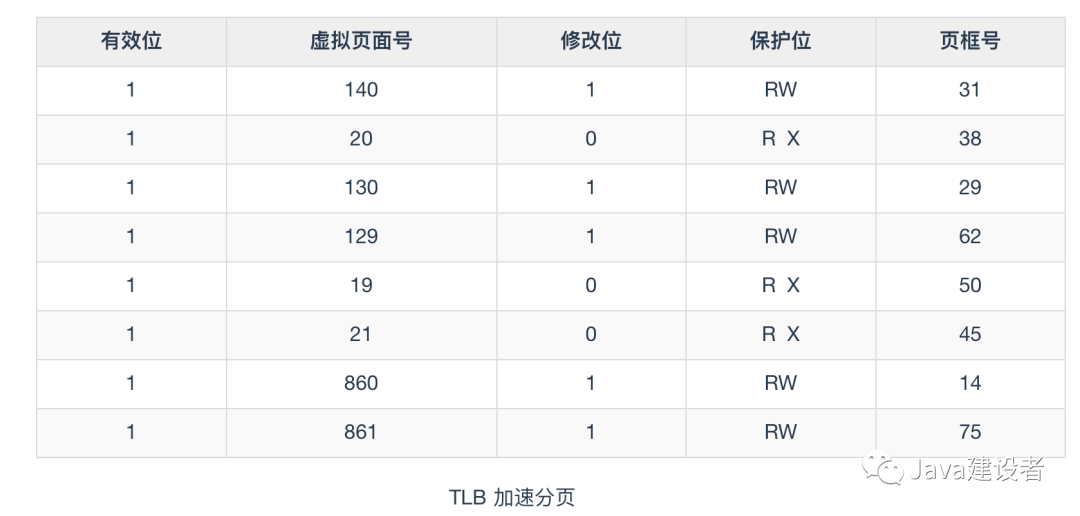 有效位 虚拟页面号 修改位 保护位 页框号
1 140 1 RW 31
1 20 0 R X 38
1 130 1 RW 29
1 129 1 RW 62
1 19 0 R X 50
1 21 0 R X 45
1 860 1 RW 14
1 861 1 RW 75
Java建设者
TLB 加速分页